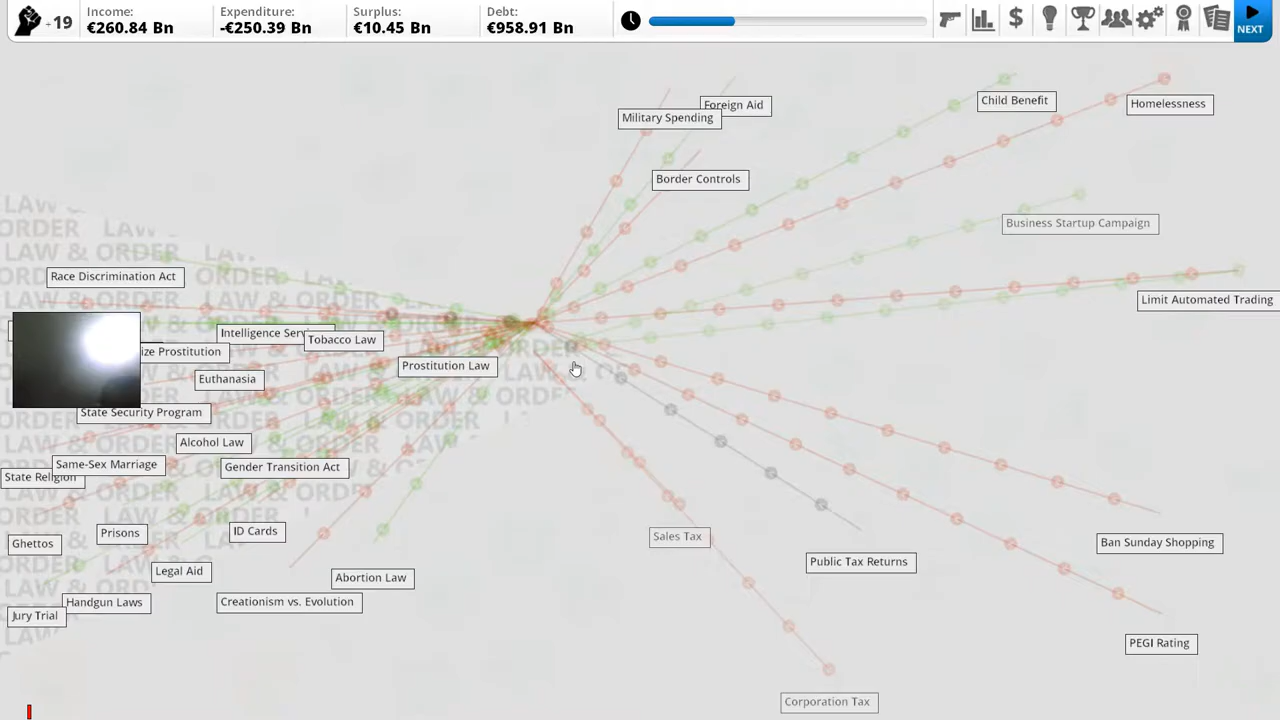 +19
Income:
€260.84 Bn
Expenditure:
-€250.39 Bn
Surplus:
€10.45 Bn
Debt:
€958.91 Bn
NEXT
Foreign Aid
Military Spending
Child Benefit
Homelessness
Border Controls
Business Startup Campaign
LAW & ORDER
Race Discrimination Act
Limit Automated Trading
Intelligence Serv
Tobacco Law
ize Prostitution
Prostitution Law
Euthanasia
State Security Program
Alcohol Law
Same-Sex Marriage
Gender Transition Act
State Religion
Prisons
ID Cards
Sales Tax
Ghettos
Ban Sunday Shopping
Public Tax Returns
Legal Aid
Abortion Law
Handgun Laws
Creationism vs. Evolution
Jury Trial
PEGI Rating
Corporation Tax